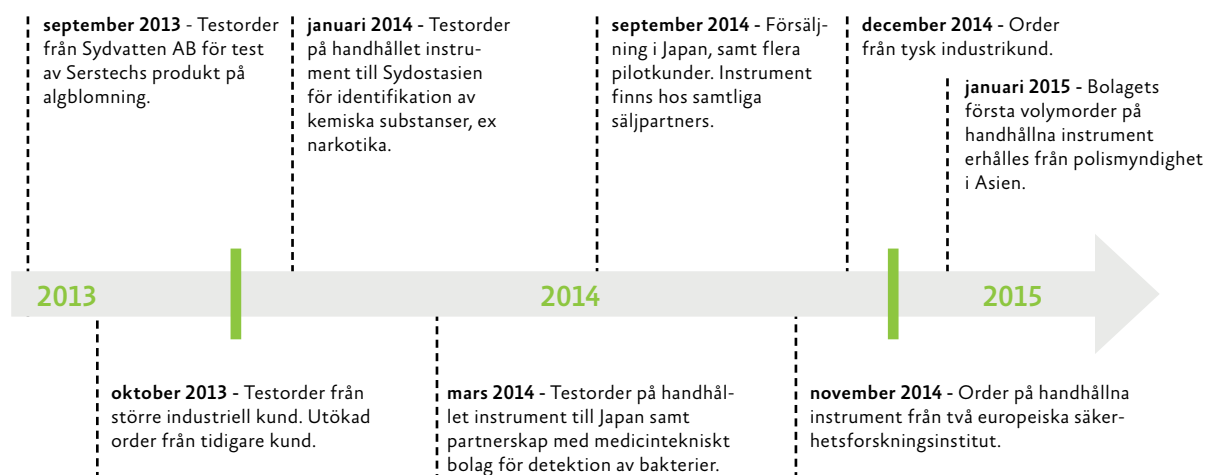 september 2013 - Testorder
från Sydvatten AB för test
av Serstechs produkt på
algblomning.
januari 2014 - Testorder
på handhållet instru-
ment till Sydostasien
för identifikation av
kemiska substanser, ex
narkotika.
september 2014 - Försälj-
ning i Japan, samt flera
pilotkunder. Instrument
finns hos samtliga
säljpartners.
december 2014 - Order
från tysk industrikund.
januari 2015 - Bolagets
första volymorder på
handhållna instrument
erhålles från polismyndighet
i Asien.
2013
2014
2015
oktober 2013 - Testorder från
större industriell kund. Utökad
order från tidigare kund.
mars 2014 - Testorder på handhål-
let instrument till Japan samt
partnerskap med medicintekniskt
bolag för detektion av bakterier.
november 2014 - Order på handhållna
instrument från två europeiska säker-
hetsforskningsinstitut.